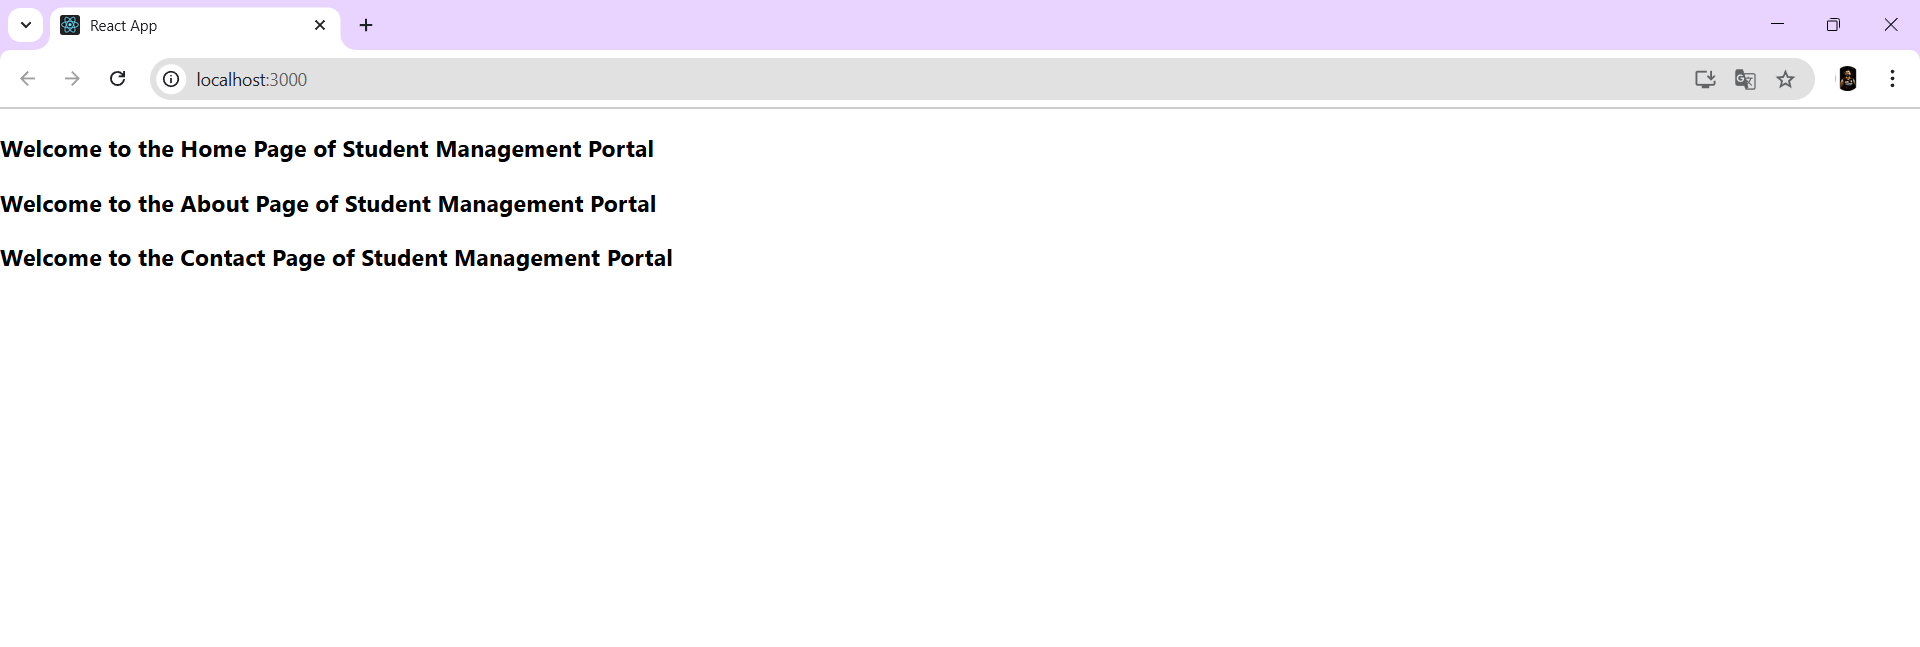 React App
localhost:3000
Welcome to the Home Page of Student Management Portal
Welcome to the About Page of Student Management Portal
Welcome to the Contact Page of Student Management Portal